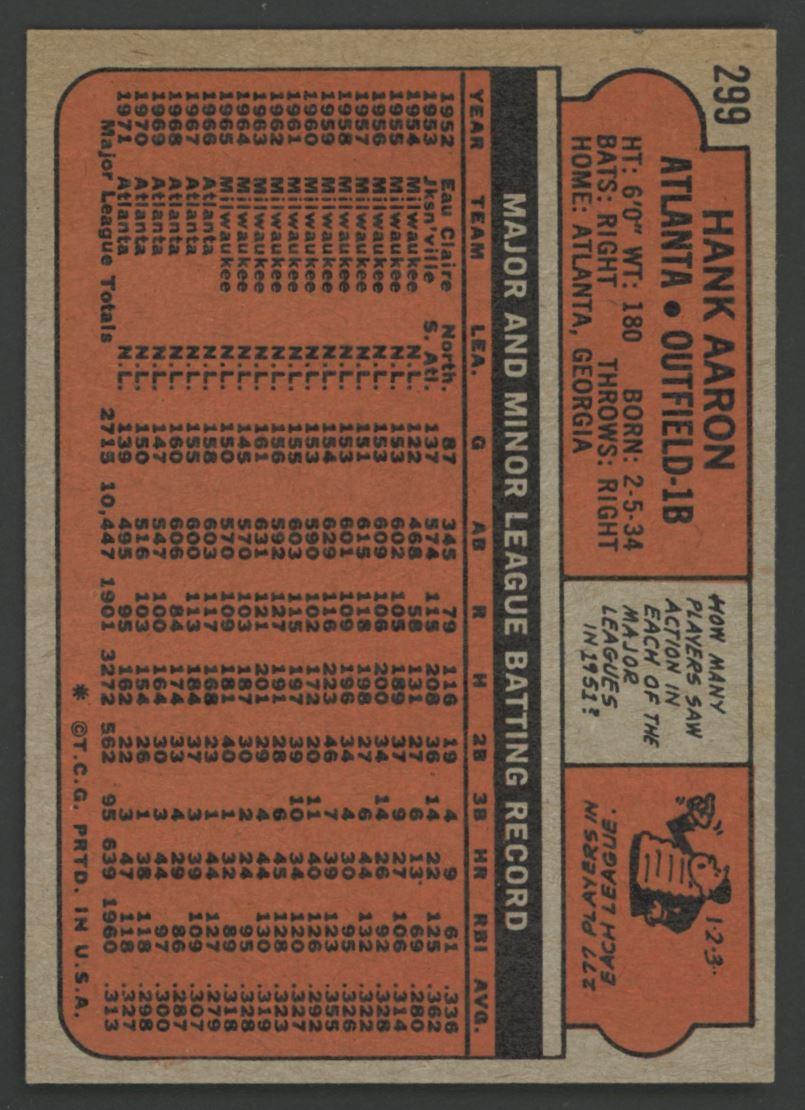 299
HANK AARON
ATLANTA ● OUTFIELD-1B
HT: 6'0" WT: 180 BORN: 2-5-34
BATS: RIGHT THROWS: RIGHT
HOME: ATLANTA, GEORGIA
HOW MANY
PLAYERS SAW
ACTION IN
EACH OF THE
MAJOR
LEAGUES
IN 1951?
1-2-3..
277 PLAYERS IN
EACH LEAGUE.
MAJOR AND MINOR LEAGUE BATTING RECORD
YEAR TEAM LEA. G AB R H 2B 3B HR RBI AVG.
1952 Eau Claire North. 87 345 79 116 19 4 9 61 .336
1953 Jksn'ville S. Atl. 137 574 115 208 36 14 22 125 .362
1954 Milwaukee N.L. 122 468 58 131 27 6 13 69 .280
1955 Milwaukee N.L. 153 602 105 189 37 9 27 106 .314
1956 Milwaukee N.L. 153 609 106 200 34 14 26 92 .328
1957 Milwaukee N.L. 151 615 118 198 27 6 44 132 .322
1958 Milwaukee N.L. 153 601 109 196 34 4 30 95 .326
1959 Milwaukee N.L. 154 629 116 223 46 7 39 123 .355
1960 Milwaukee N.L. 153 590 102 172 20 11 40 126 .292
1961 Milwaukee N.L. 155 603 115 197 39 10 34 120 .327
1962 Milwaukee N.L. 156 592 127 191 28 6 45 128 .323
1963 Milwaukee N.L. 161 631 121 201 29 4 44 130 .319
1964 Milwaukee N.L. 145 570 103 187 30 2 24 95 .328
1965 Milwaukee N.L. 150 570 109 181 40 1 32 89 .318
1966 Atlanta N.L. 158 603 117 168 23 1 44 127 .279
1967 Atlanta N.L. 155 600 113 184 37 3 39 109 .307
1968 Atlanta N.L. 160 606 84 174 33 4 29 86 .287
1969 Atlanta N.L. 147 547 100 164 30 3 44 97 .300
1970 Atlanta N.L. 150 516 103 154 26 1 38 118 .298
1971 Atlanta N.L. 139 495 95 162 22 3 47 118 .327
Major League Totals 2715 10,447 1901 3272 562 95 639 1960 .313
* ©T.C.G. PRTD. IN U.S.A.